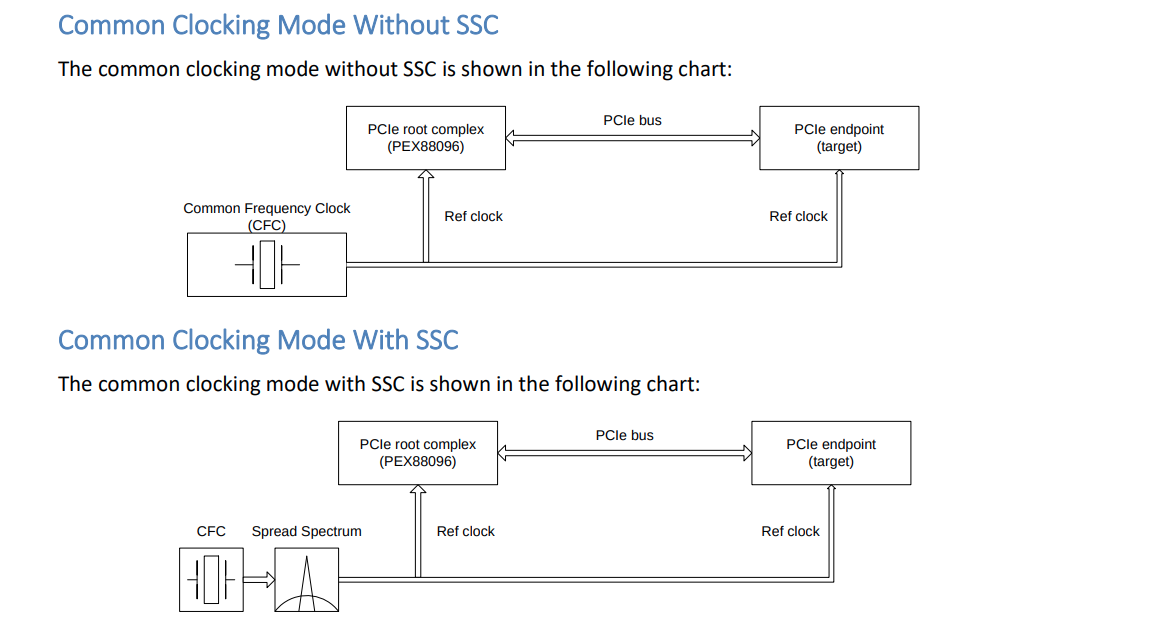 Common Clocking Mode Without SSC
The common clocking mode without SSC is shown in the following chart:
PCIe root complex
(PEX88096)
PCIe bus
PCIe endpoint
(target)
Common Frequency Clock
(CFC)
Ref clock
Ref clock
Common Clocking Mode With SSC
The common clocking mode with SSC is shown in the following chart:
PCIe root complex
(PEX88096)
PCIe bus
PCIe endpoint
(target)
CFC
Spread Spectrum
Ref clock
Ref clock